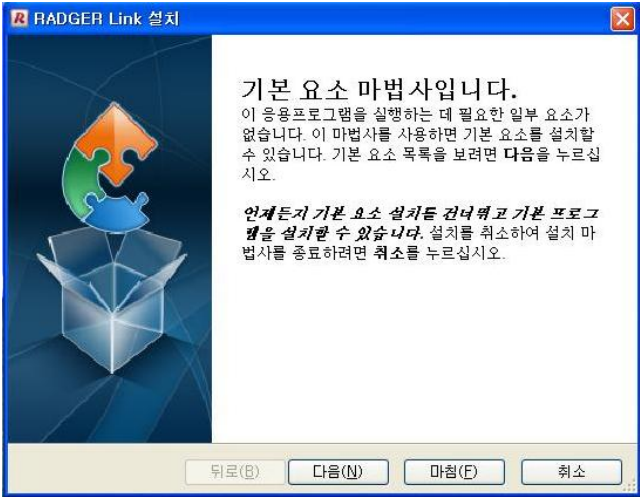 RADGER Link 설치
기본 요소 마법사입니다.
이 응용프로그램을 실행하는 데 필요한 일부 요소가
없습니다. 이 마법사를 사용하면 기본 요소를 설치할
수 있습니다. 기본 요소 목록을 보려면 다음을 누르십
시오.
언제든지 기본 요소 설치를 건너뛰고 기본 프로그
램을 설치할 수 있습니다. 설치를 취소하여 설치 마
법사를 종료하려면 취소를 누르십시오.
뒤로(B) 다음(N) 마침(F) 취소